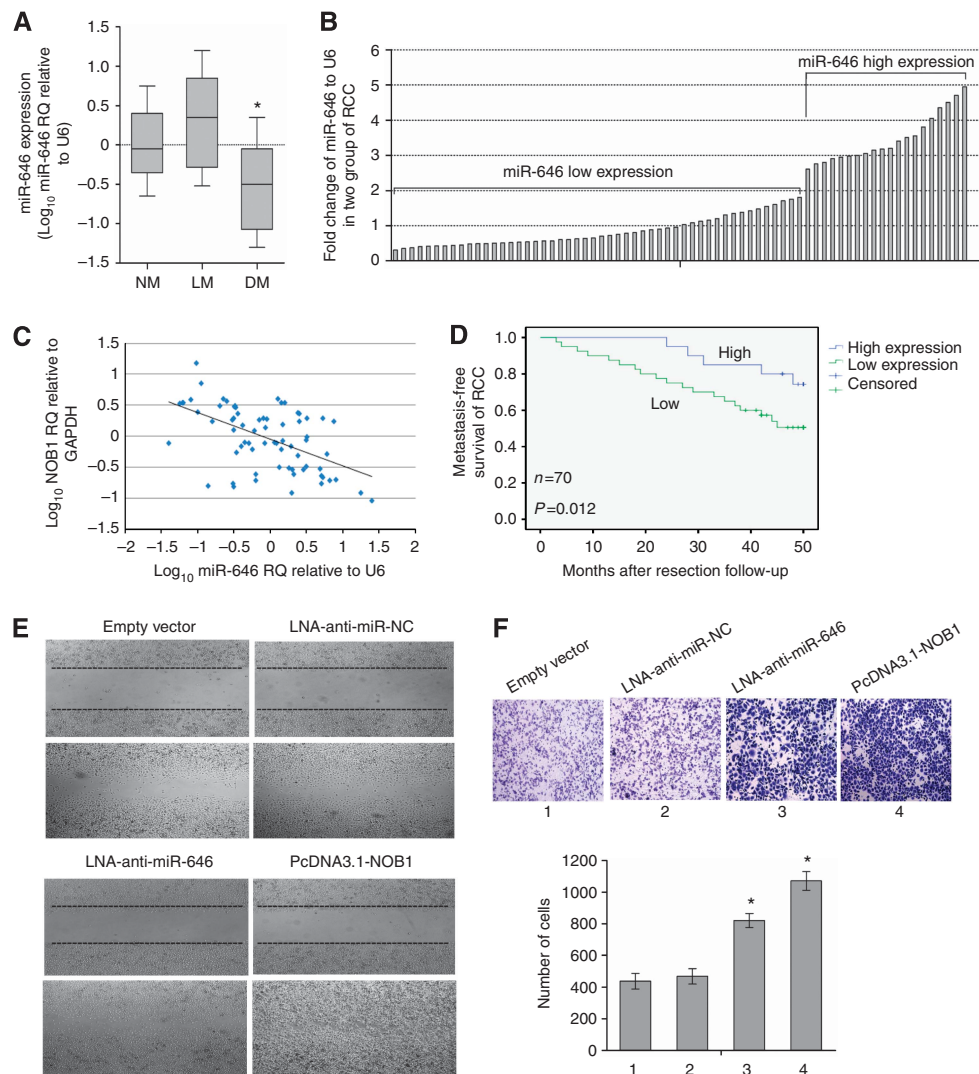 A
miR-646 expression
(Log10 miR-646 RQ relative
to U6)
1.5
1.0
0.5
0
−0.5
−1.0
−1.5
*
NM
LM
DM
B
Fold change of miR-646 to U6
in two group of RCC
6
5
4
3
2
1
0
miR-646 low expression
miR-646 high expression
C
Log10 NOB1 RQ relative to
GAPDH
1.5
1
0.5
0
−0.5
−1
−1.5
−2
−1.5
−1
−0.5
0
0.5
1
1.5
2
Log10 miR-646 RQ relative to U6
D
Metastasis-free
survival of RCC
1.0
0.8
0.6
0.4
0.2
0.0
High
Low
n=70
P=0.012
0
10
20
30
40
50
Months after resection follow-up
High expression
Low expression
Censored
E
Empty vector
LNA-anti-miR-NC
LNA-anti-miR-646
PcDNA3.1-NOB1
F
Empty vector
LNA-anti-miR-NC
LNA-anti-miR-646
PcDNA3.1-NOB1
1
2
3
4
Number of cells
1200
1000
800
600
400
200
0
*
*
1
2
3
4